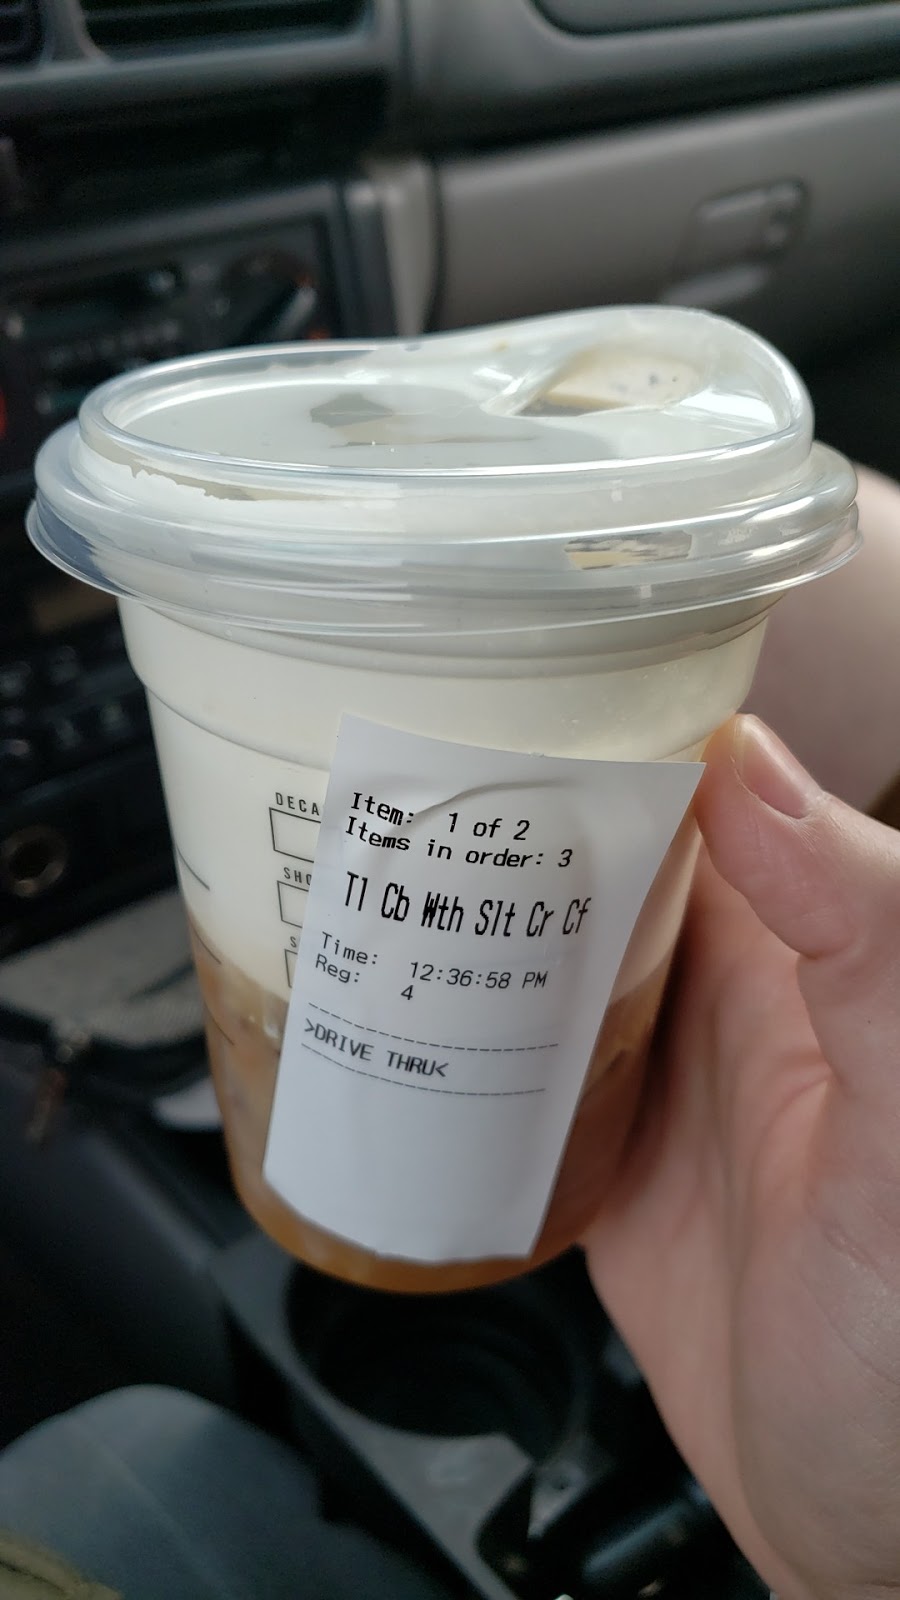 DECA
SHO
S
Item: 1 of 2
Items in order: 3
Tl Cb Wth Slt Cr Cf
Time: 12:36:58 PM
Reg: 4
>DRIVE THRU<